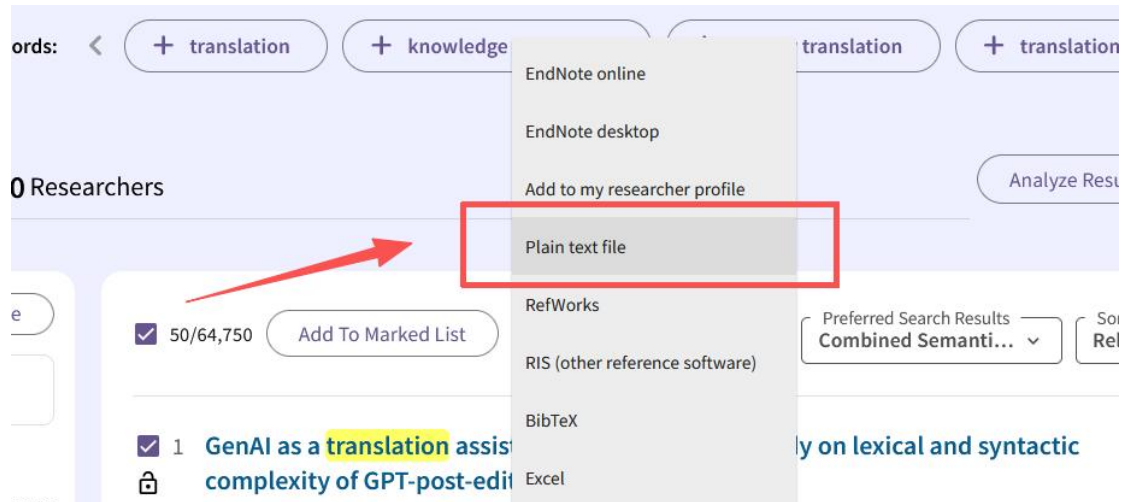 ords: < + translation + knowledge translation + translation
EndNote online
EndNote desktop
0 Researchers
Add to my researcher profile
Analyze Resu
Plain text file
e
RefWorks
50/64,750 Add To Marked List
Preferred Search Results
Combined Semanti...
So
Rel
RIS (other reference software)
BibTeX
1 GenAI as a translation assis y on lexical and syntactic
complexity of GPT-post-edit
Excel